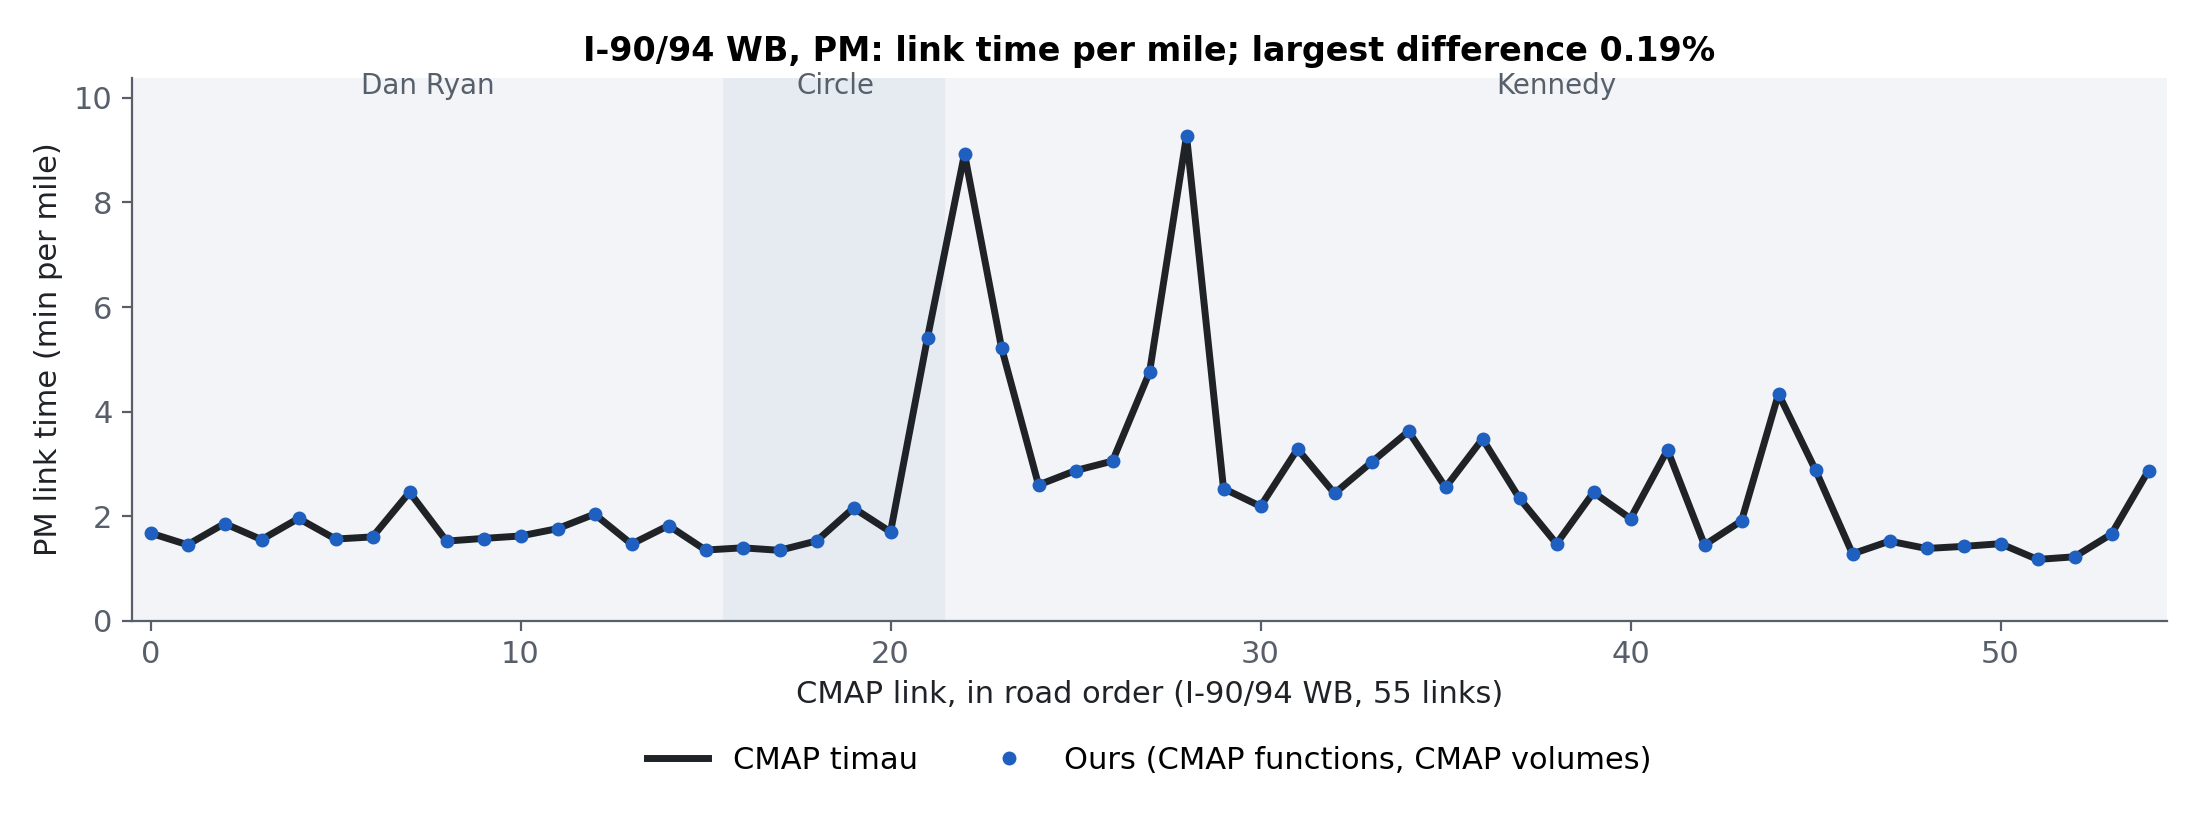 I-90/94 WB, PM: link time per mile; largest difference 0.19%
Dan Ryan
Circle
Kennedy
PM link time (min per mile)
10
8
6
4
2
0
0 10 20 30 40 50
CMAP link, in road order (I-90/94 WB, 55 links)
CMAP timau
Ours (CMAP functions, CMAP volumes)